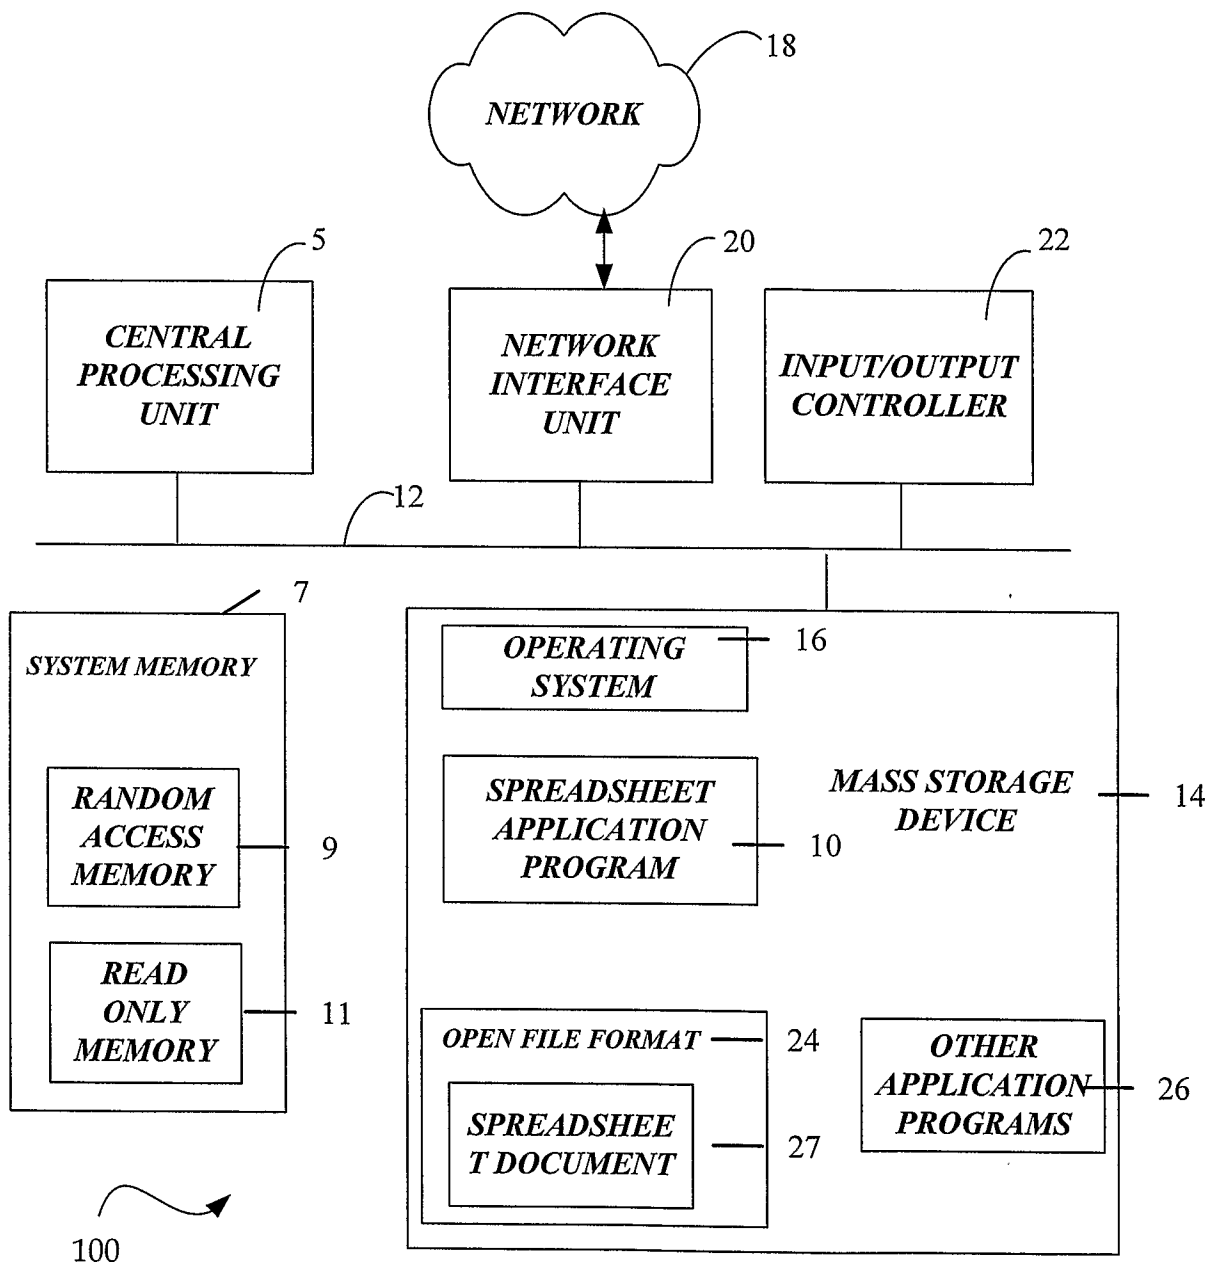 18
NETWORK
5
20
22
CENTRAL
PROCESSING
UNIT
NETWORK
INTERFACE
UNIT
INPUT/OUTPUT
CONTROLLER
12
7
SYSTEM MEMORY
RANDOM
ACCESS
MEMORY
9
READ
ONLY
MEMORY
11
OPERATING
SYSTEM
16
SPREADSHEET
APPLICATION
PROGRAM
10
MASS STORAGE
DEVICE
14
OPEN FILE FORMAT
24
SPREADSHEE
T DOCUMENT
27
OTHER
APPLICATION
PROGRAMS
26
100